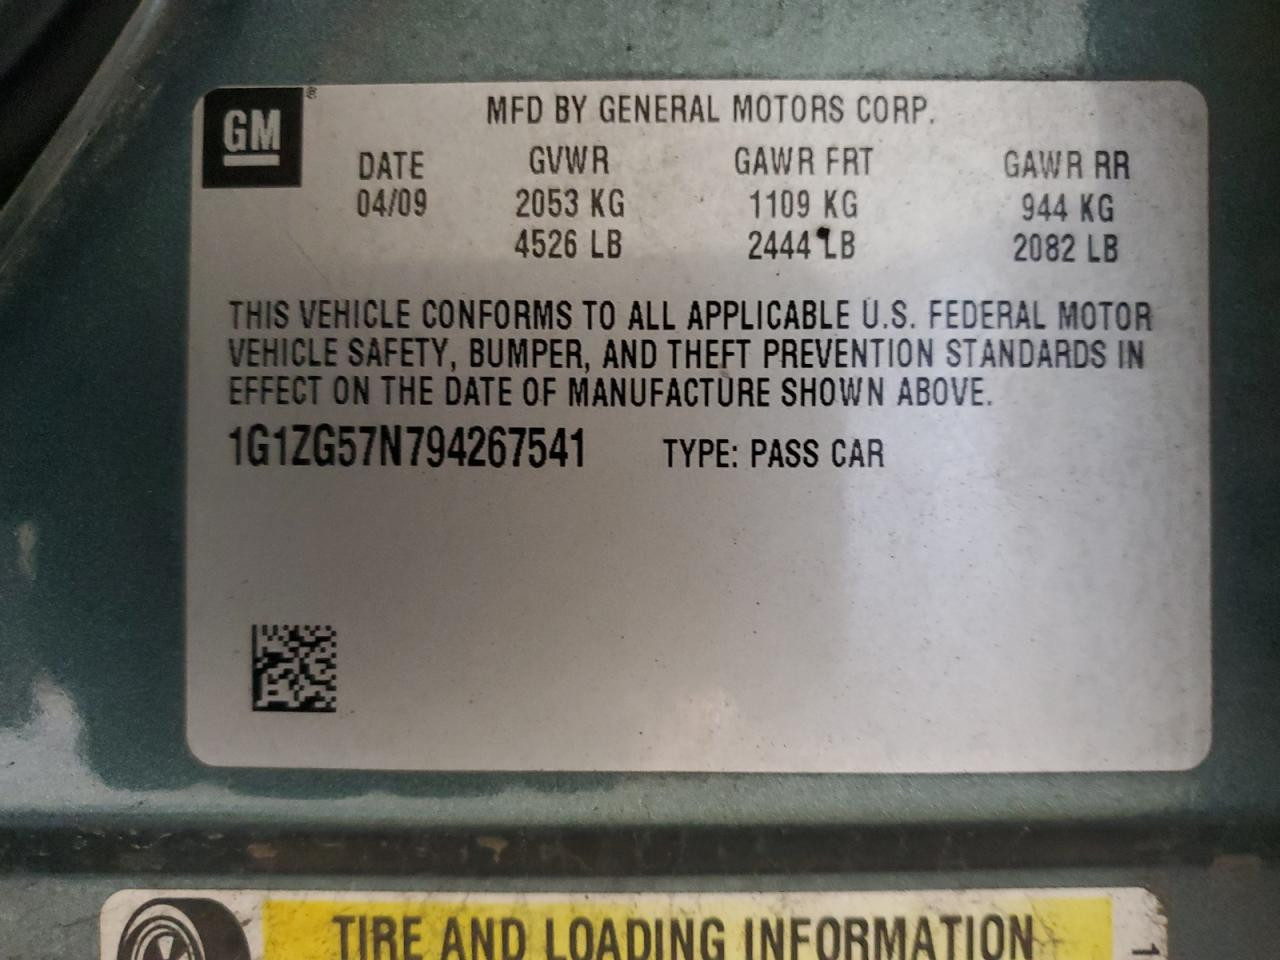 GM ®
MFD BY GENERAL MOTORS CORP.
DATE GVWR GAWR FRT GAWR RR
04/09 2053 KG 1109 KG 944 KG
4526 LB 2444 LB 2082 LB
THIS VEHICLE CONFORMS TO ALL APPLICABLE U.S. FEDERAL MOTOR
VEHICLE SAFETY, BUMPER, AND THEFT PREVENTION STANDARDS IN
EFFECT ON THE DATE OF MANUFACTURE SHOWN ABOVE.
1G1ZG57N794267541 TYPE: PASS CAR
TIRE AND LOADING INFORMATION